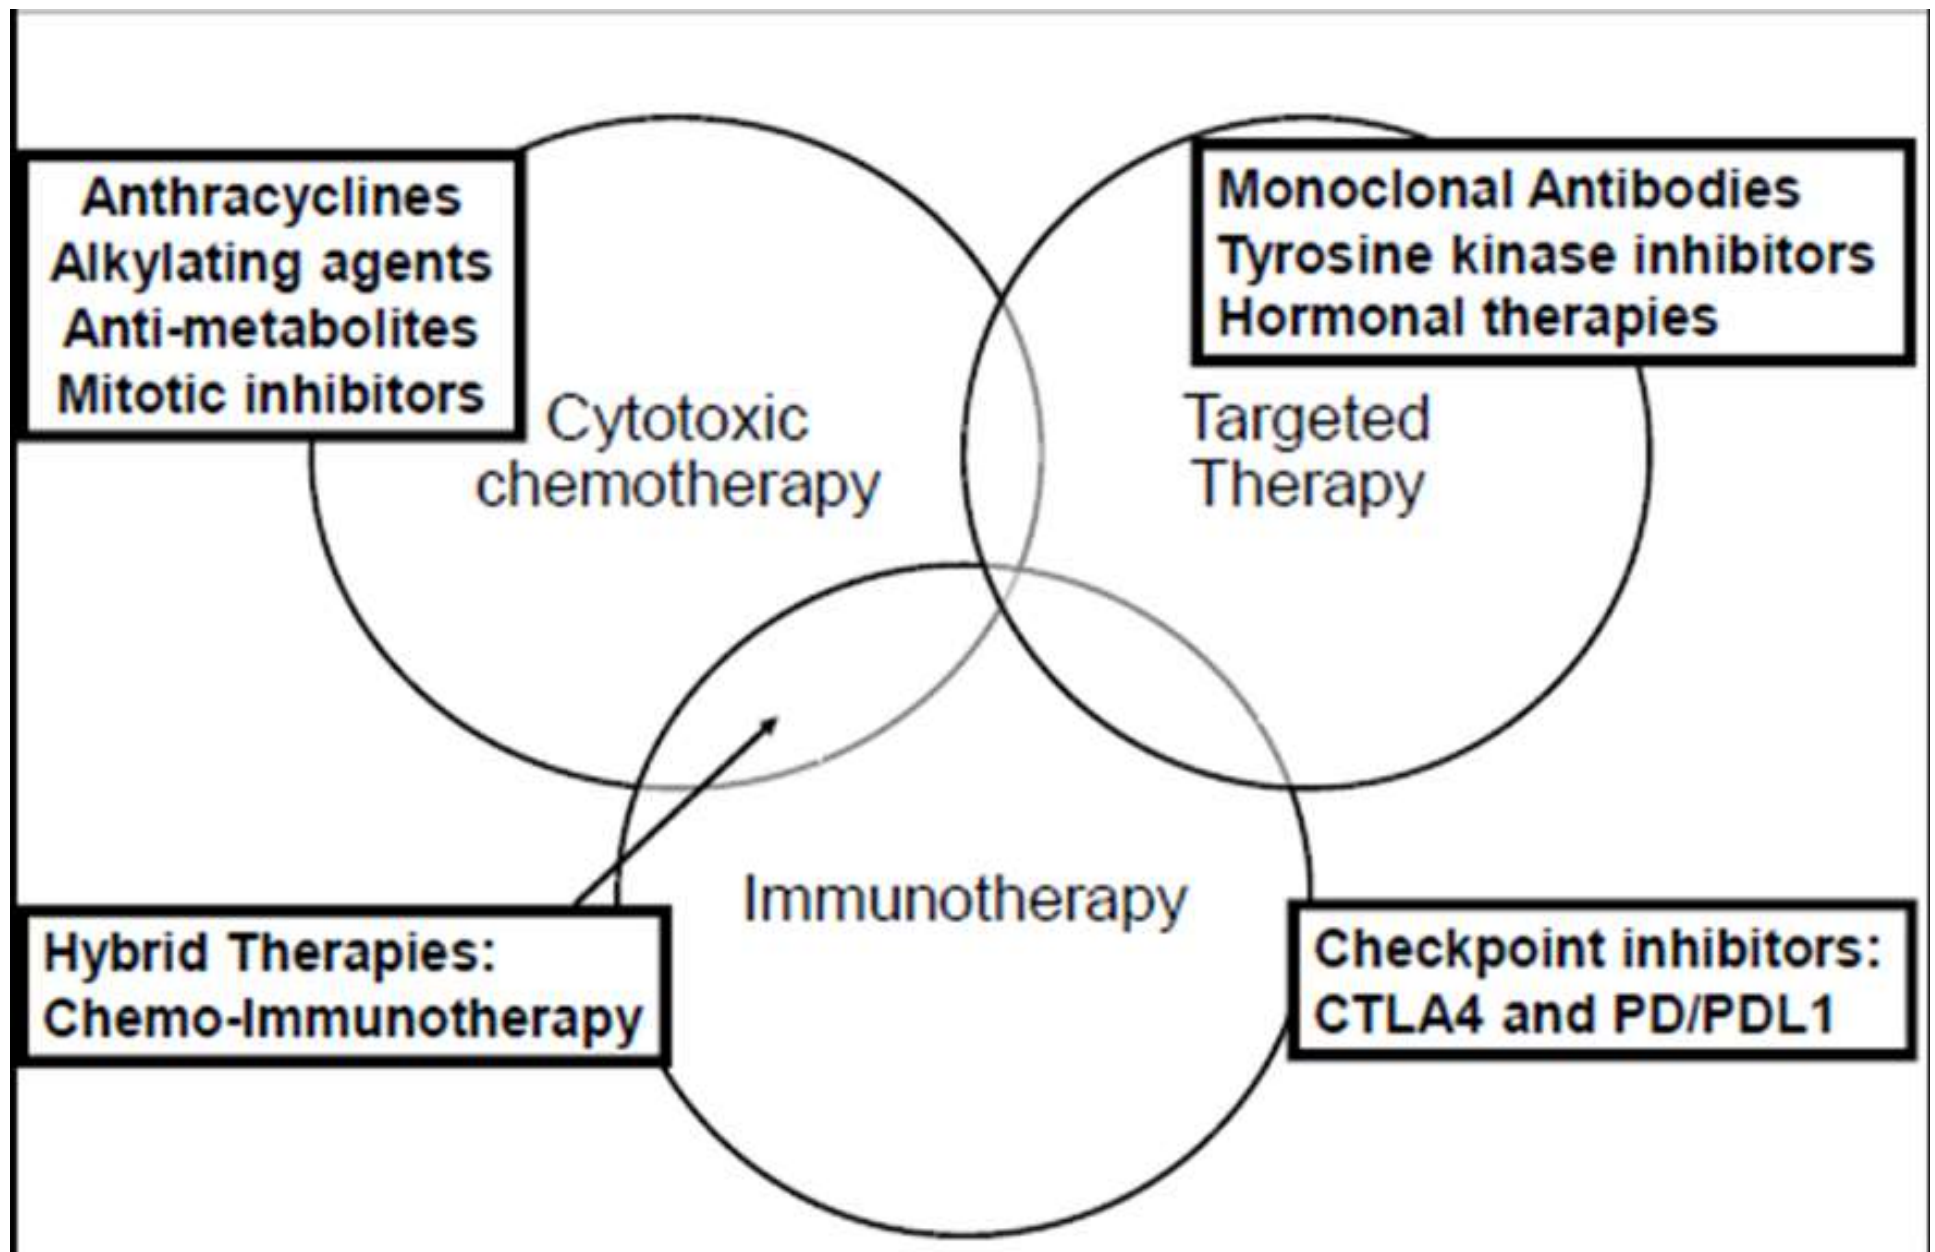 Anthracyclines
Alkylating agents
Anti-metabolites
Mitotic inhibitors
Monoclonal Antibodies
Tyrosine kinase inhibitors
Hormonal therapies
Cytotoxic
chemotherapy
Targeted
Therapy
Immunotherapy
Hybrid Therapies:
Chemo-Immunotherapy
Checkpoint inhibitors:
CTLA4 and PD/PDL1